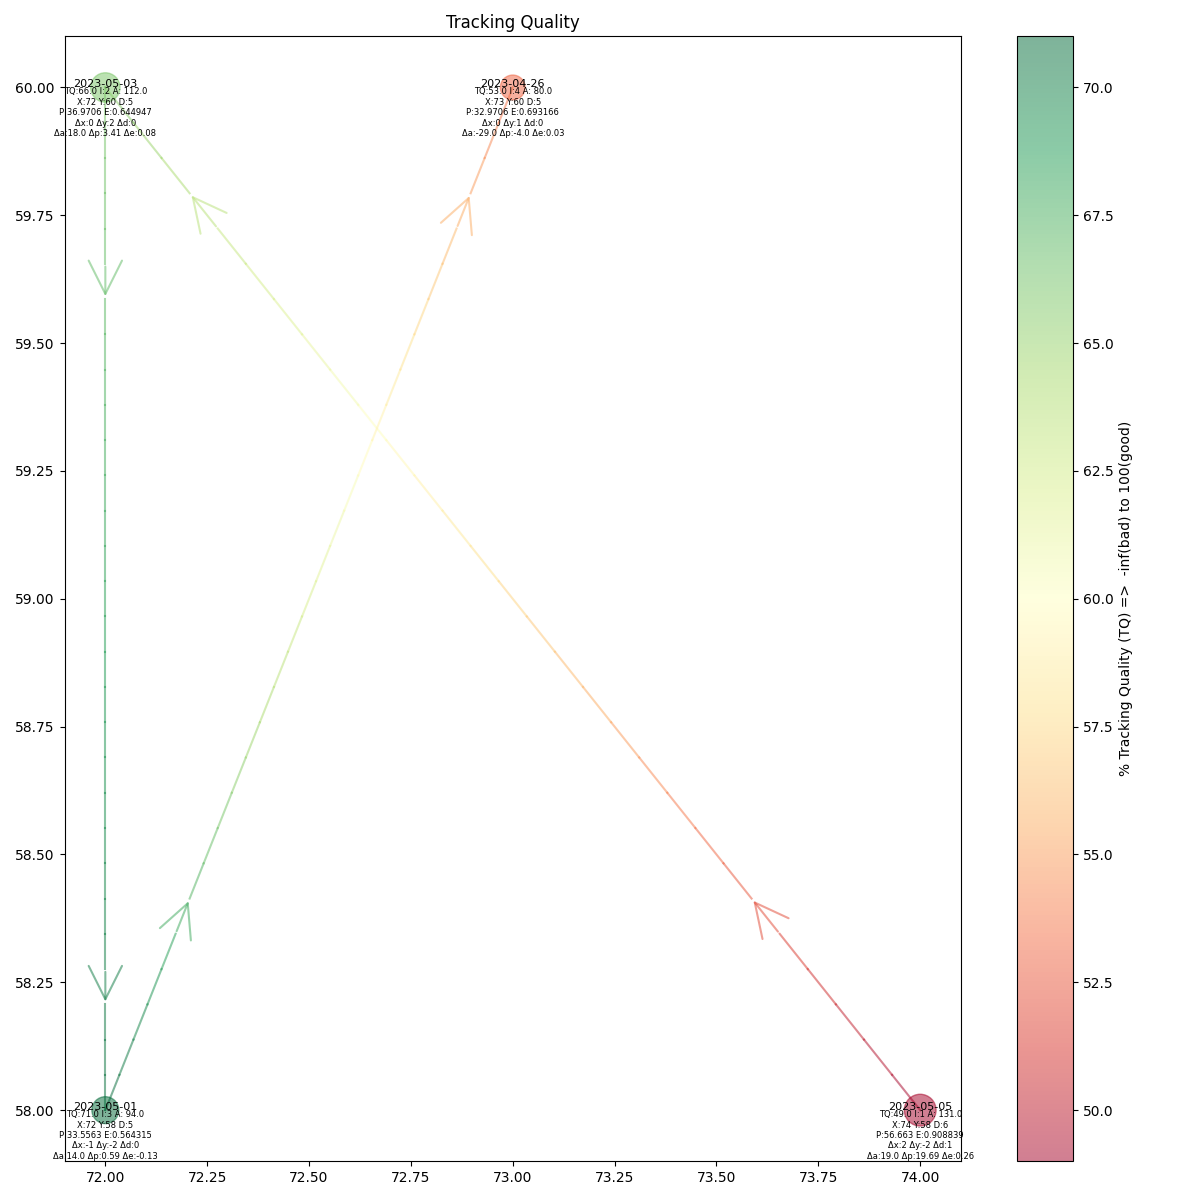 Tracking Quality
60.00
59.75
59.50
59.25
59.00
58.75
58.50
58.25
58.00
2023-05-03
TQ:66.0 I:2 A: 112.0
X:72 Y:60 D:5
P:36.9706 E:0.644947
Δx:0 Δy:2 Δd:0
Δa:18.0 Δp:3.41 Δe:0.08
2023-04-26
TQ:53.0 I:4 A: 80.0
X:73 Y:60 D:5
P:32.9706 E:0.693166
Δx:0 Δy:1 Δd:0
Δa:-29.0 Δp:-4.0 Δe:0.03
2023-05-01
TQ:71.0 I:3 A: 94.0
X:72 Y:58 D:5
P:33.5563 E:0.564315
Δx:-1 Δy:-2 Δd:0
Δa:14.0 Δp:0.59 Δe:-0.13
2023-05-05
TQ:49.0 I:1 A: 131.0
X:74 Y:58 D:6
P:56.663 E:0.908839
Δx:2 Δy:-2 Δd:1
Δa:19.0 Δp:19.69 Δe:0.26
72.00
72.25
72.50
72.75
73.00
73.25
73.50
73.75
74.00
70.0
67.5
65.0
62.5
60.0
57.5
55.0
52.5
50.0
% Tracking Quality (TQ) => -inf(bad) to 100(good)